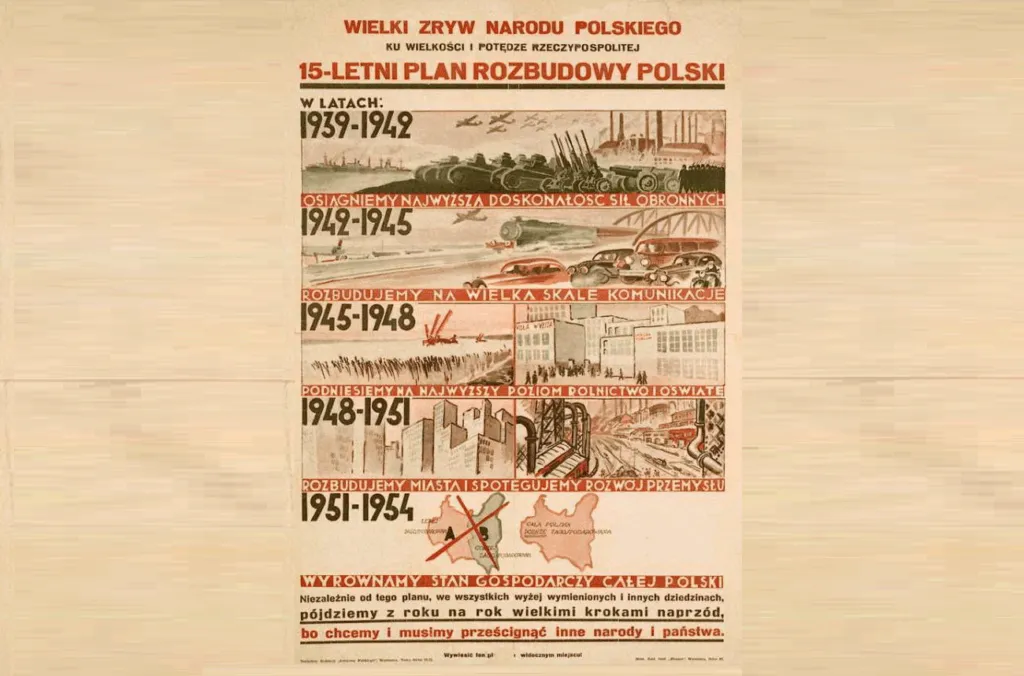 WIELKI ZRYW NARODU POLSKIEGO
KU WIELKOŚCI I POTĘDZE RZECZYPOSPOLITEJ
15-LETNI PLAN ROZBUDOWY POLSKI
W LATACH:
1939-1942
OSIĄGNIEMY NAJWYŻSZĄ DOSKONAŁOŚĆ SIŁ OBRONNYCH
1942-1945
ROZBUDUJEMY NA WIELKĄ SKALĘ KOMUNIKACJĘ
1945-1948
PODNIESIEMY NA NAJWYŻSZY POZIOM ROLNICTWO I OŚWIATĘ
1948-1951
ROZBUDUJEMY MIASTA I SPOTĘGUJEMY ROZWÓJ PRZEMYSŁU
1951-1954
A B
CAŁA POLSKA
WYRÓWNAMY STAN GOSPODARCZY CAŁEJ POLSKI
Niezależnie od tego planu, we wszystkich wyżej wymienionych i innych dziedzinach,
pójdziemy z roku na rok wielkimi krokami naprzód,
bo chcemy i musimy prześcignąć inne narody i państwa.
Wywiesić ten pl w widocznym miejscu!